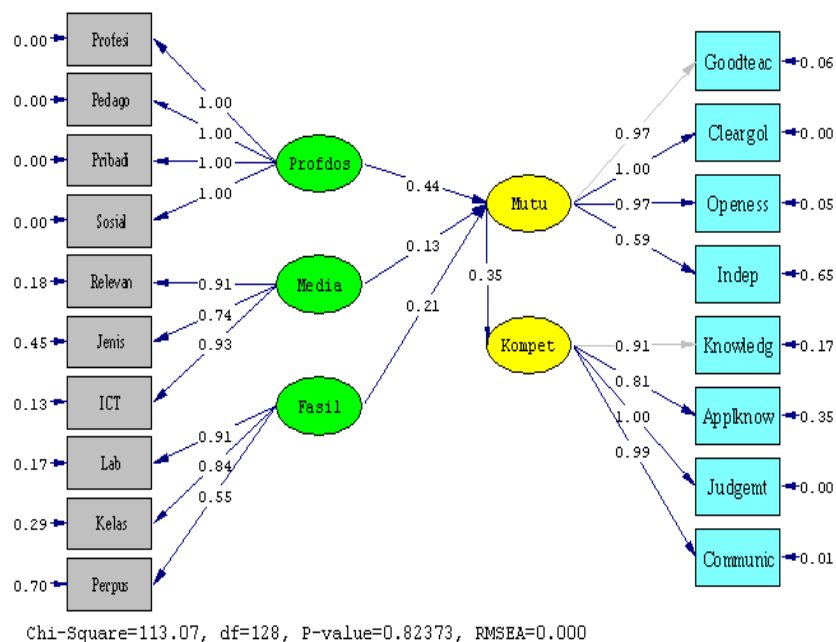 0.00 Profesi
0.00 Pedago
0.00 Pribadi
0.00 Sosial
0.18 Relevan
0.45 Jenis
0.13 ICT
0.17 Lab
0.29 Kelas
0.70 Perpus
1.00
1.00
1.00
1.00
0.91
0.74
0.93
0.91
0.84
0.55
Profdos
Media
Fasil
0.44
0.13
0.21
Mutu
0.35
Kompet
0.97
1.00
0.97
0.59
0.91
0.81
1.00
0.99
Goodteac 0.06
Cleargol 0.00
Openess 0.05
Indep 0.65
Knowledg 0.17
Applknow 0.35
Judgemt 0.00
Communic 0.01
Chi-Square=113.07, df=128, P-value=0.82373, RMSEA=0.000